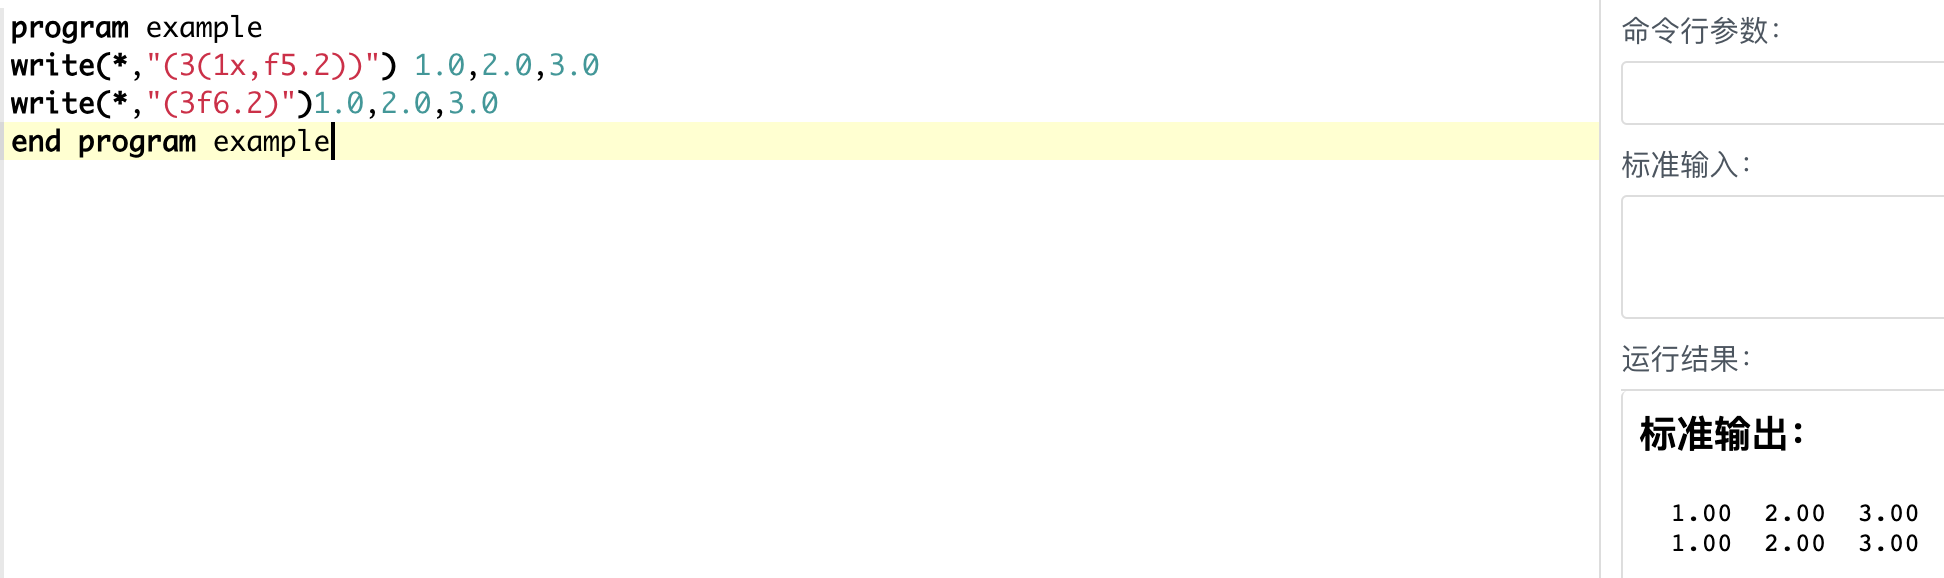 program example
write(*,"(3(1x,f5.2))") 1.0,2.0,3.0
write(*,"(3f6.2)")1.0,2.0,3.0
end program example
命令行参数：
标准输入：
运行结果：
标准输出：
1.00  2.00  3.00
1.00  2.00  3.00